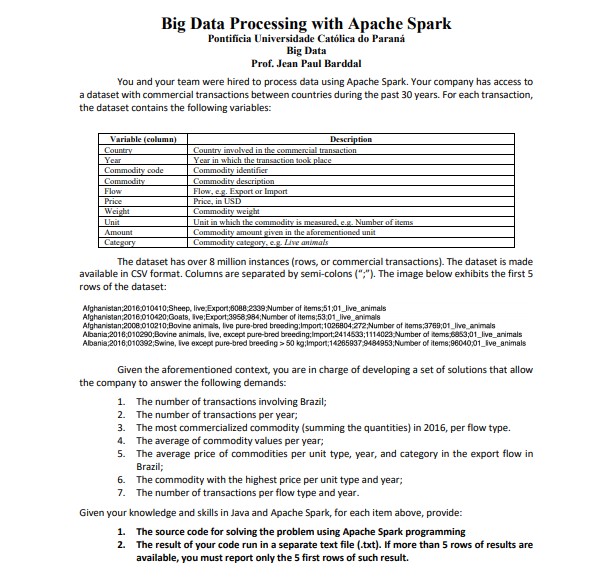 Big Data Processing with Apache Spark
Pontifícia Universidade Católica do Paraná
Big Data
Prof. Jean Paul Barddal
You and your team were hired to process data using Apache Spark. Your company has access to
a dataset with commercial transactions between countries during the past 30 years. For each transaction,
the dataset contains the following variables:
Variable (column) Description
Country Country involved in the commercial transaction
Year Year in which the transaction took place
Commodity code Commodity identifier
Commodity Commodity description
Flow Flow, e.g. Export or Import
Price Price, in USD
Weight Commodity weight
Unit Unit in which the commodity is measured, e.g. Number of items
Amount Commodity amount given in the aforementioned unit
Category Commodity category, e.g. Live animals
The dataset has over 8 million instances (rows, or commercial transactions). The dataset is made
available in CSV format. Columns are separated by semi-colons (“;”). The image below exhibits the first 5
rows of the dataset:
Afghanistan;2016;010410;Sheep, live;Export;6088;2339;Number of items;51;01_live_animals
Afghanistan;2016;010420;Goats, live;Export;3958;984;Number of items;53;01_live_animals
Afghanistan;2008;010210;Bovine animals, live pure-bred breeding;Import;1026804;272;Number of items;3769;01_live_animals
Albania;2016;010290;Bovine animals, live, except pure-bred breeding;Import;2414533;1114023;Number of items;6853;01_live_animals
Albania;2016;010392;Swine, live except pure-bred breeding > 50 kg;Import;14265937;9484953;Number of items;96040;01_live_animals
Given the aforementioned context, you are in charge of developing a set of solutions that allow
the company to answer the following demands:
1. The number of transactions involving Brazil;
2. The number of transactions per year;
3. The most commercialized commodity (summing the quantities) in 2016, per flow type.
4. The average of commodity values per year;
5. The average price of commodities per unit type, year, and category in the export flow in
Brazil;
6. The commodity with the highest price per unit type and year;
7. The number of transactions per flow type and year.
Given your knowledge and skills in Java and Apache Spark, for each item above, provide:
1. The source code for solving the problem using Apache Spark programming
2. The result of your code run in a separate text file (.txt). If more than 5 rows of results are
available, you must report only the 5 first rows of such result.